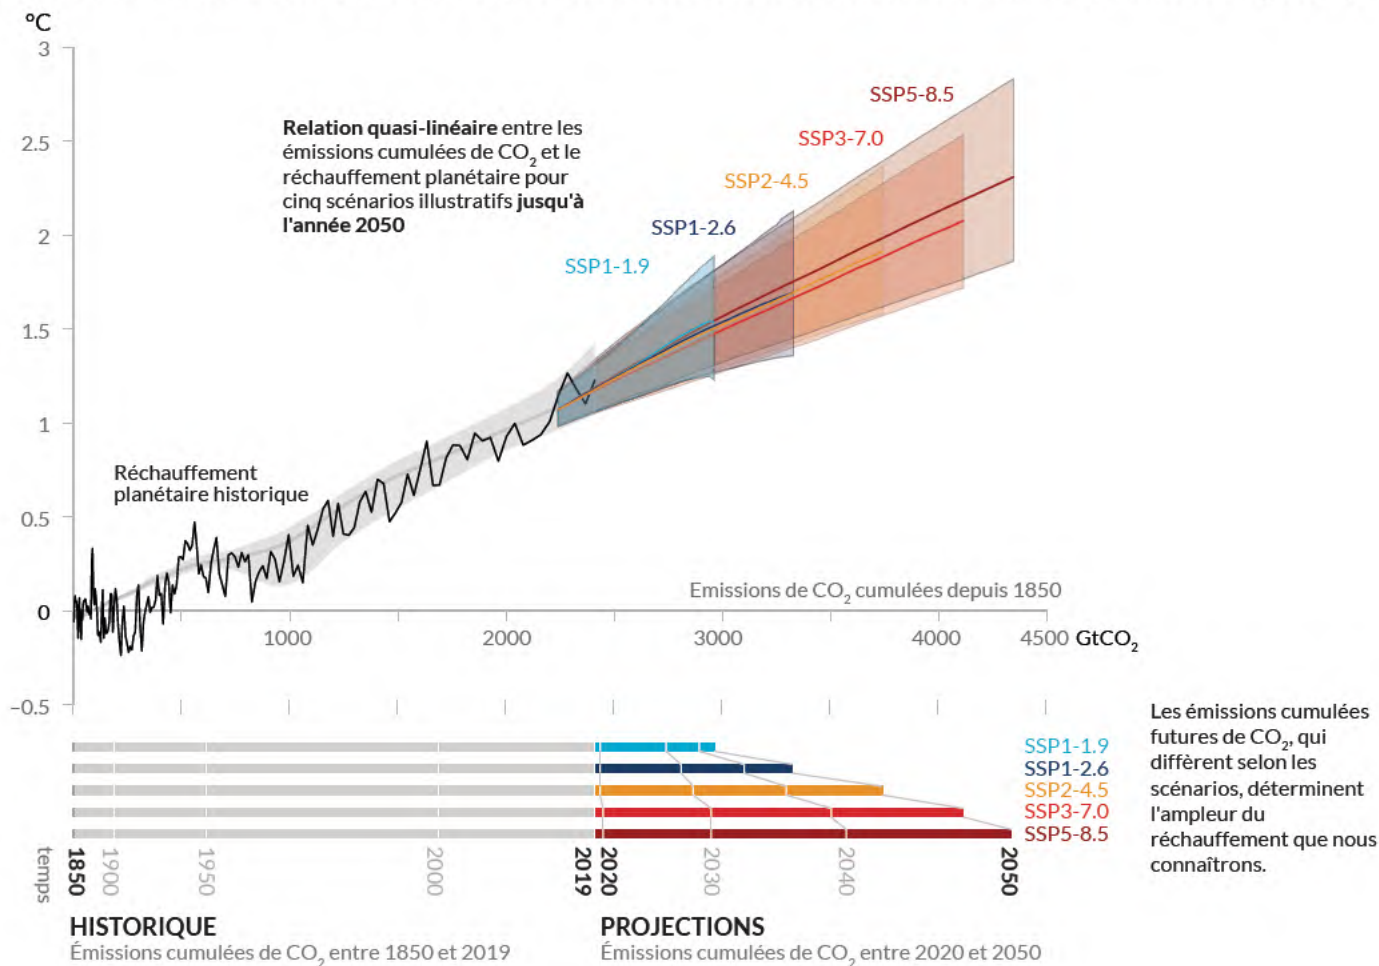 °C
3
SSP5-8.5
Relation quasi-linéaire entre les
émissions cumulées de CO₂ et le
réchauffement planétaire pour
cinq scénarios illustratifs jusqu'à
l'année 2050
SSP3-7.0
2.5
SSP2-4.5
2
SSP1-2.6
SSP1-1.9
1.5
1
Réchauffement
planétaire historique
0.5
Emissions de CO₂ cumulées depuis 1850
0
1000
2000
3000
4000
4500 GtCO₂
−0.5
Les émissions cumulées
futures de CO₂, qui
diffèrent selon les
scénarios, déterminent
l'ampleur du
réchauffement que nous
connaîtrons.
SSP1-1.9
SSP1-2.6
SSP2-4.5
SSP3-7.0
SSP5-8.5
temps
1850
1900
1950
2000
2019
2020
2030
2040
2050
HISTORIQUE
Émissions cumulées de CO₂ entre 1850 et 2019
PROJECTIONS
Émissions cumulées de CO₂ entre 2020 et 2050